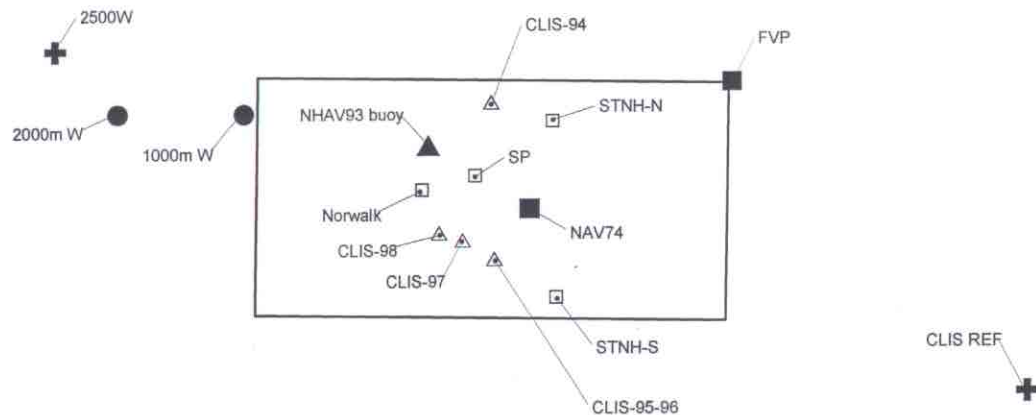 2500W
CLIS-94
FVP
NHAV93 buoy
STNH-N
2000m W
1000m W
SP
Norwalk
NAV74
CLIS-98
CLIS-97
STNH-S
CLIS REF
CLIS-95-96